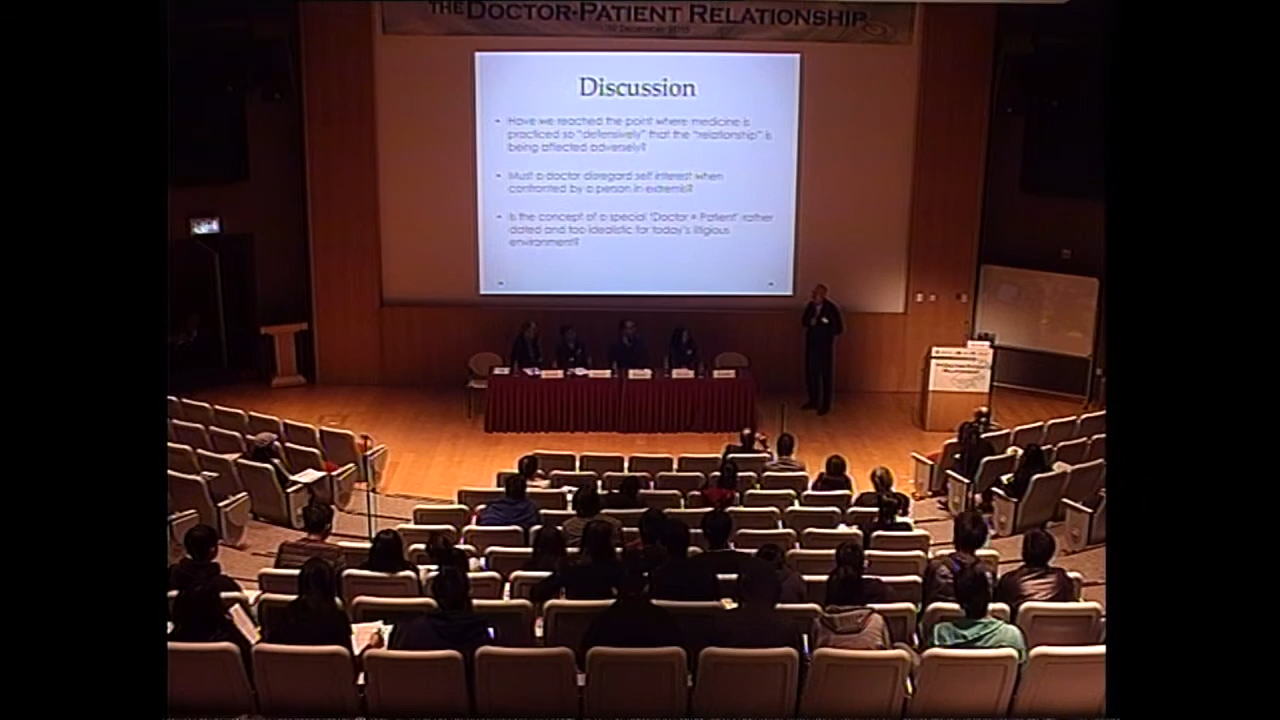 THE DOCTOR-PATIENT RELATIONSHIP
December 2010
Discussion
• Have we reached the point where medicine is
practiced so "defensively" that the "relationship" is
being affected adversely?
• Must a doctor disregard self interest when
confronted by a person in extremis?
• Is the concept of a special 'Doctor + Patient' rather
dated and too idealistic for today's litigious
environment?